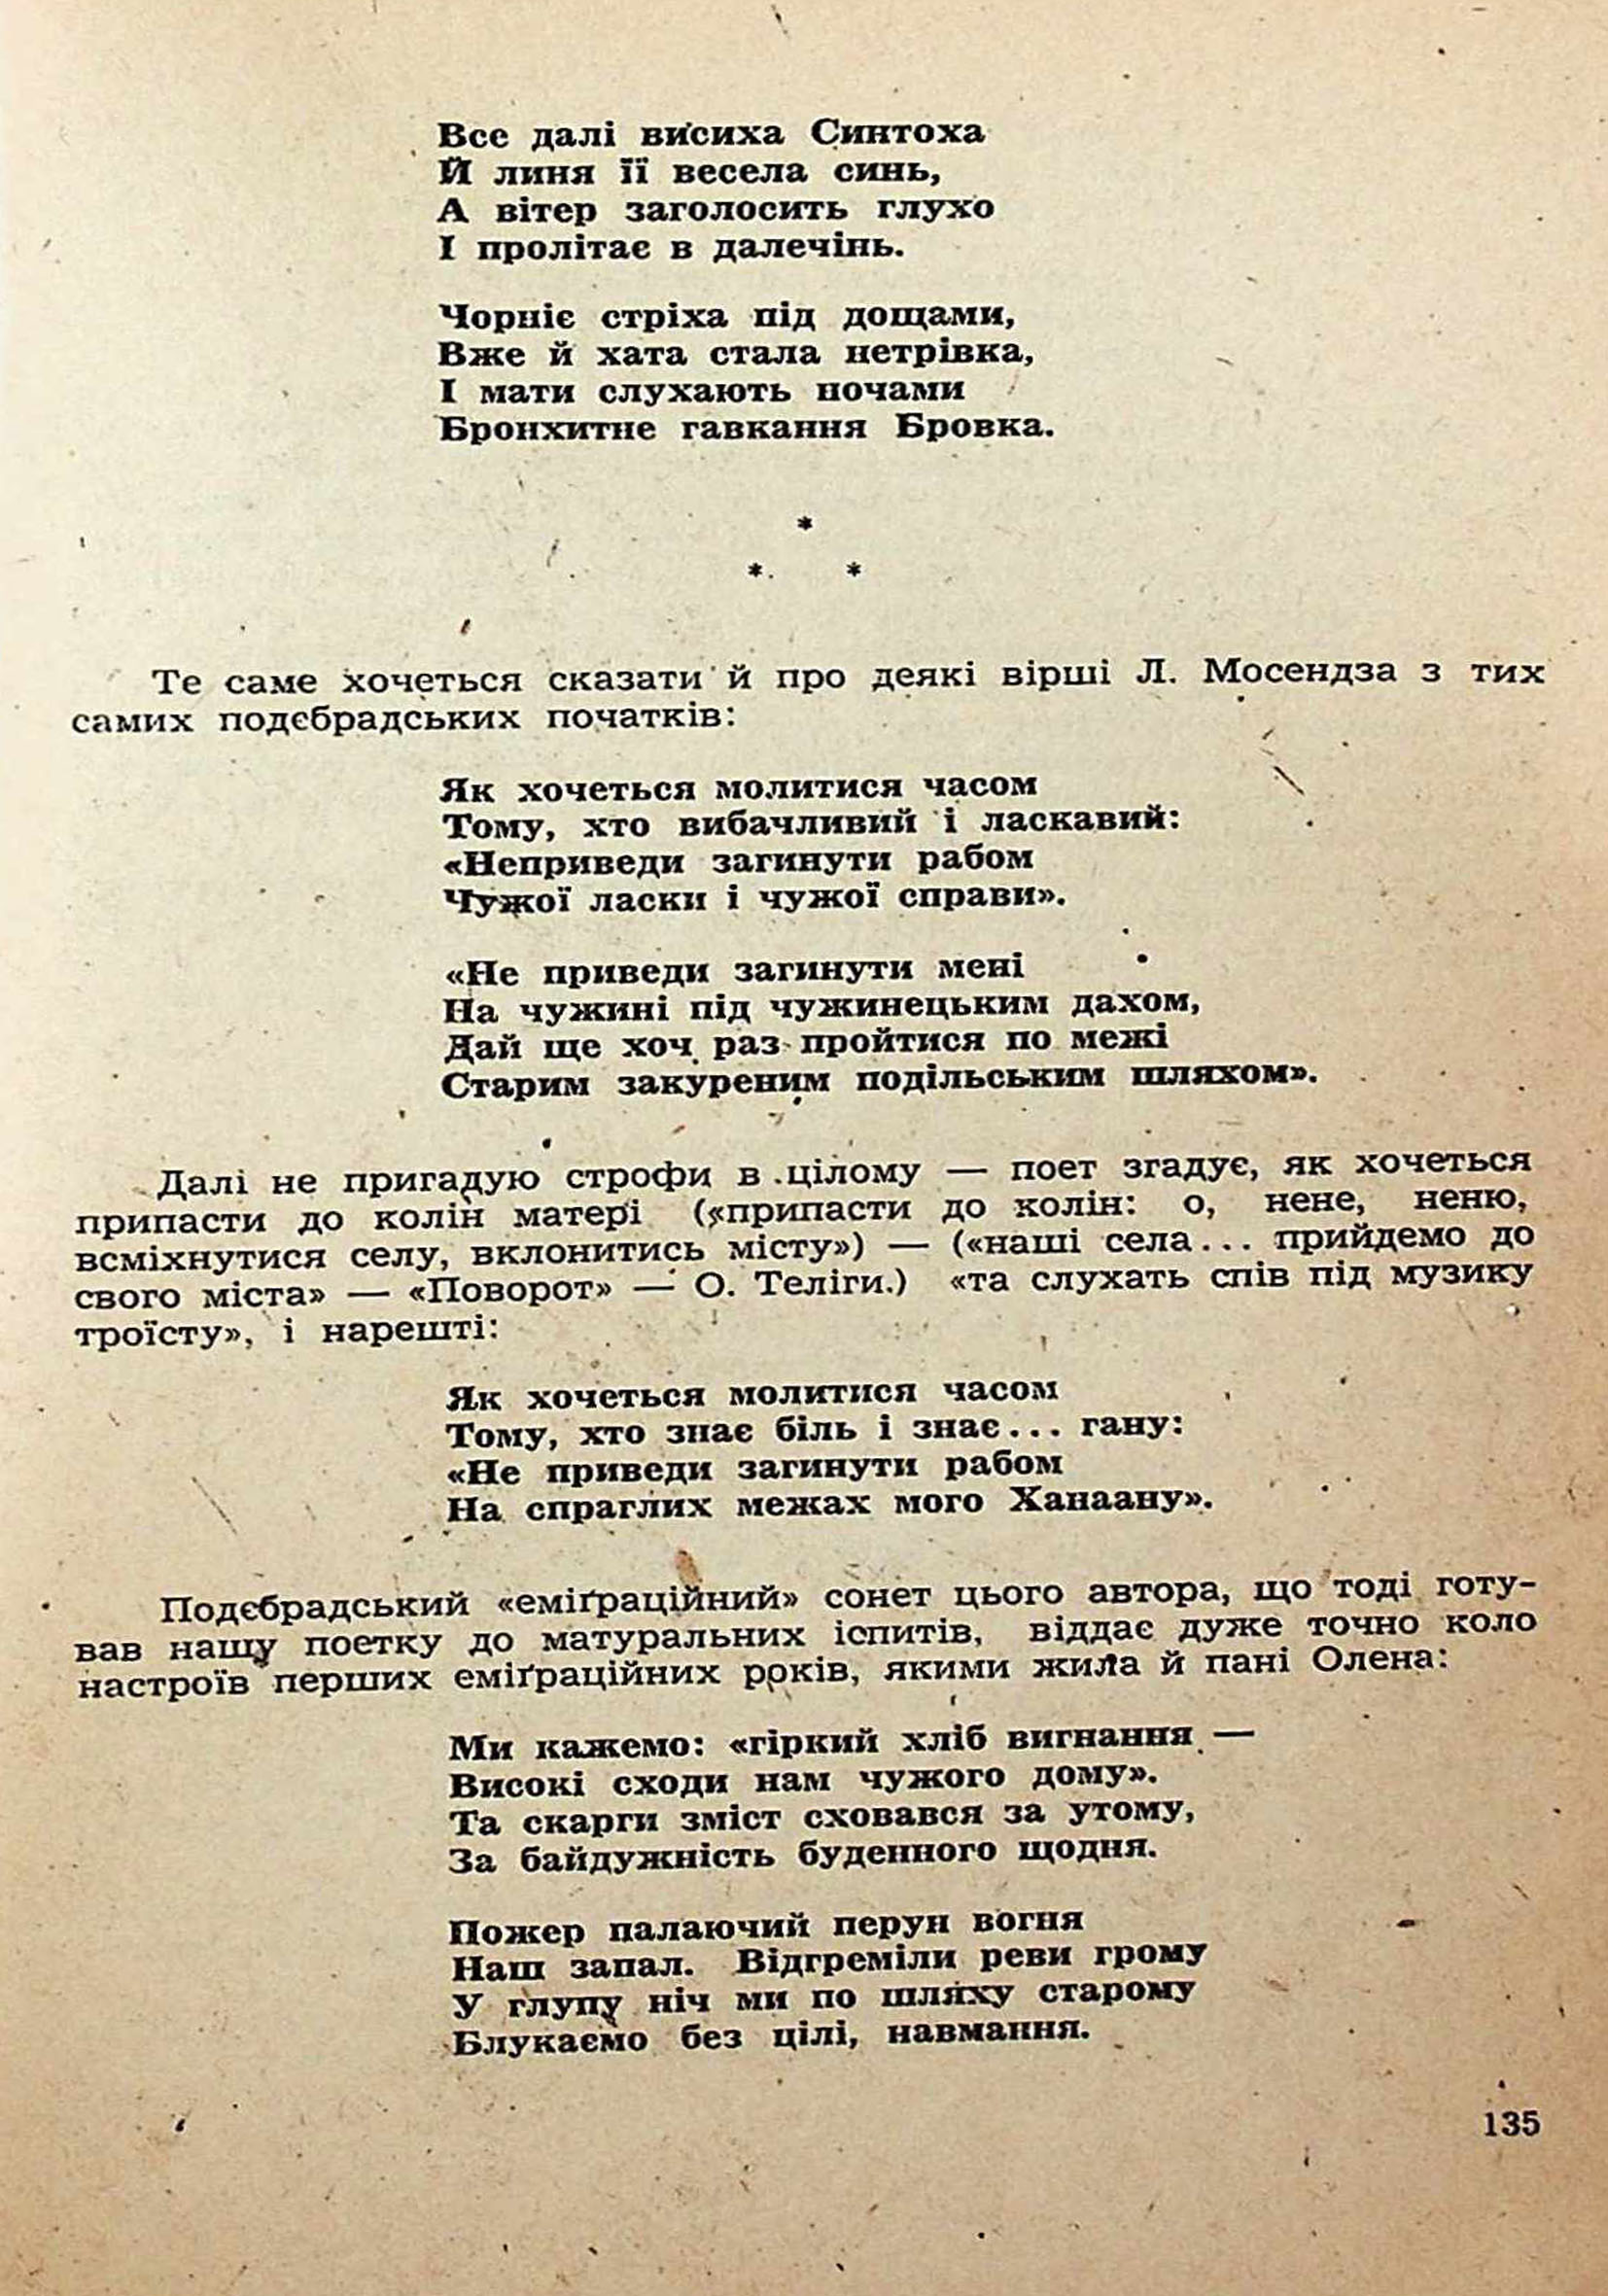 Все далі висиха Синтоха
Й линя її весела синь,
А вітер заголосить глухо
І пролітає в далечінь.
Чорніє стріха під дощами,
Вже й хата стала нетрівка,
І мати слухають ночами
Бронхитне гавкання Бровка.
*
* *
Те саме хочеться сказати й про деякі вірші Л. Мосендза з тих
самих подєбрадських початків:
Як хочеться молитися часом
Тому, хто вибачливий і ласкавий:
«Неприведи загинути рабом
Чужої ласки і чужої справи».
«Не приведи загинути мені
На чужині під чужинецьким дахом,
Дай ще хоч раз пройтися по межі
Старим закуреним подільським шляхом».
Далі не пригадую строфи в цілому — поет згадує, як хочеться
припасти до колін матері («припасти до колін: о, нене, неню,
всміхнутися селу, вклонитись місту») — («наші села... прийдемо до
свого міста» — «Поворот» — О. Теліги.) «та слухать спів під музику
троїсту», і нарешті:
Як хочеться молитися часом
Тому, хто знає біль і знає... гану:
«Не приведи загинути рабом
На спраглих межах мого Ханаану».
Подєбрадський «еміґраційний» сонет цього автора, що тоді готу-
вав нашу поетку до матуральних іспитів, віддає дуже точно коло
настроїв перших еміґраційних років, якими жила й пані Олена:
Ми кажемо: «гіркий хліб вигнання —
Високі сходи нам чужого дому».
Та скарги зміст сховався за утому,
За байдужність буденного щодня.
Пожер палаючий перун вогня
Наш запал. Відгреміли реви грому
У глупу ніч ми по шляху старому
Блукаємо без цілі, навмання.
135